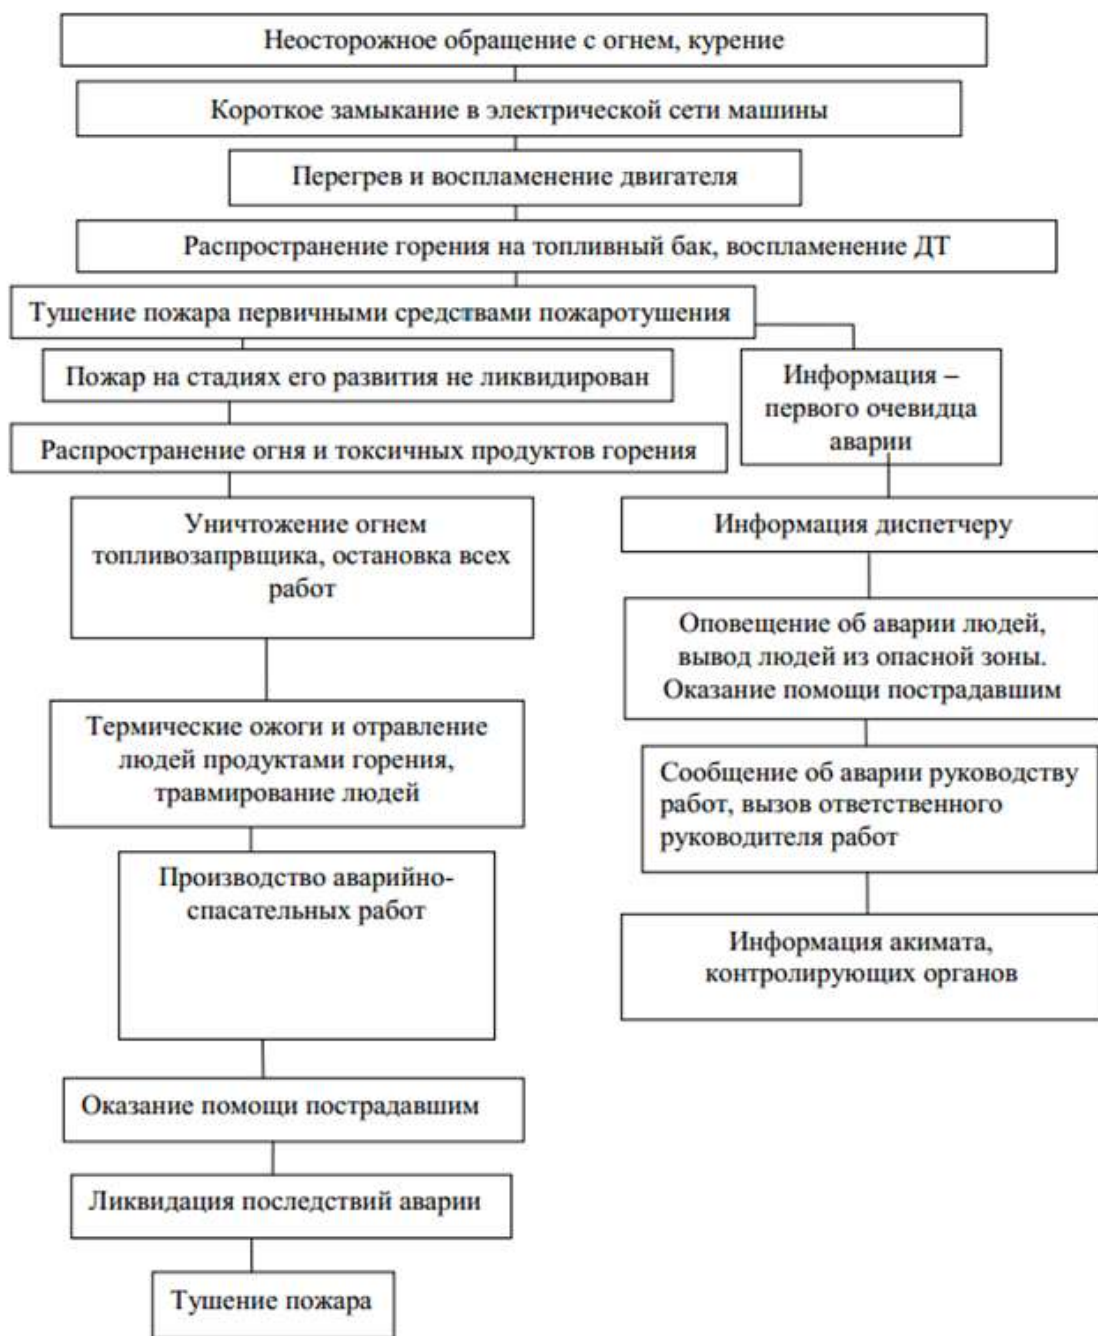 Неосторожное обращение с огнем, курение
Короткое замыкание в электрической сети машины
Перегрев и воспламенение двигателя
Распространение горения на топливный бак, воспламенение ДТ
Тушение пожара первичными средствами пожаротушения
Пожар на стадиях его развития не ликвидирован
Распространение огня и токсичных продуктов горения
Уничтожение огнем
топливозапрвщика, остановка всех
работ
Термические ожоги и отравление
людей продуктами горения,
травмирование людей
Производство аварийно-
спасательных работ
Оказание помощи пострадавшим
Ликвидация последствий аварии
Тушение пожара
Информация –
первого очевидца
аварии
Информация диспетчеру
Оповещение об аварии людей,
вывод людей из опасной зоны.
Оказание помощи пострадавшим
Сообщение об аварии руководству
работ, вызов ответственного
руководителя работ
Информация акимата,
контролирующих органов